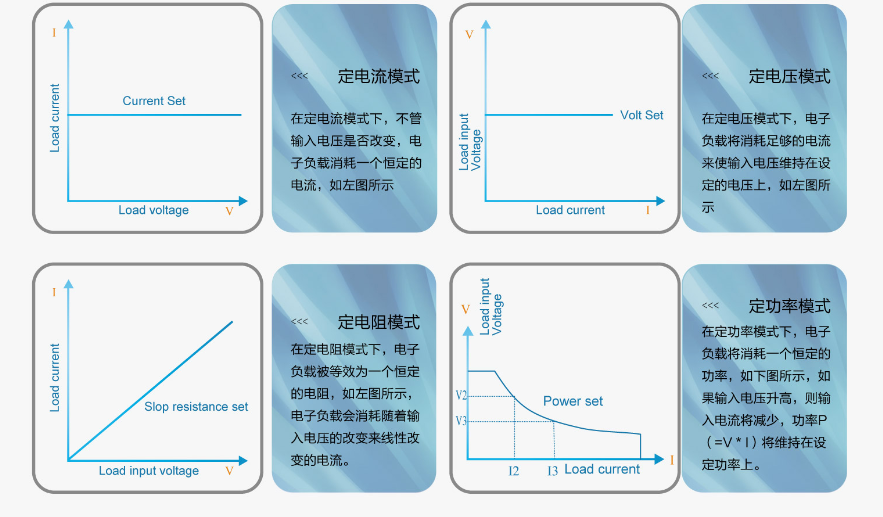 I
Load current
Current Set
Load voltage
V
<<< 定电流模式
在定电流模式下，不管
输入电压是否改变，电
子负载消耗一个恒定的
电流，如左图所示
V
Load input
Voltage
Volt Set
Load current
I
<<< 定电压模式
在定电压模式下，电子
负载将消耗足够的电流
来使输入电压维持在设
定的电压上，如左图所
示
I
Load current
Slop resistance set
Load input voltage
V
<<< 定电阻模式
在定电阻模式下，电子
负载被等效为一个恒定
的电阻，如左图所示，
电子负载会消耗随着输
入电压的改变来线性改
变的电流。
V
Load input
Voltage
V2
V3
Power set
I2
I3
Load current
I
<<< 定功率模式
在定功率模式下，电子
负载将消耗一个恒定的
功率，如下图所示，如
果输入电压升高，则输
入电流将减少，功率P
（=V * I）将维持在设
定功率上。